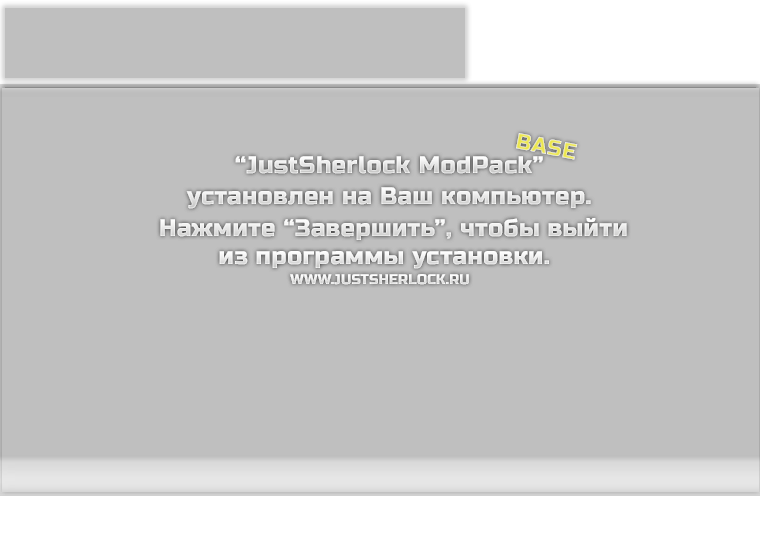 BASE
“JustSherlock ModPack”
установлен на Ваш компьютер.
Нажмите “Завершить”, чтобы выйти
из программы установки.
WWW.JUSTSHERLOCK.RU